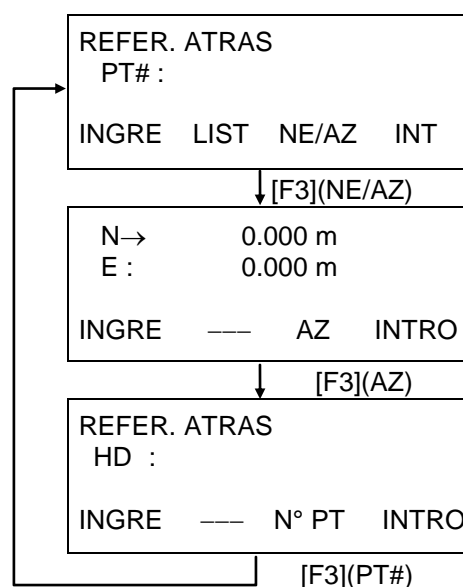 REFER. ATRAS
PT# :
INGRE LIST NE/AZ INT
[F3](NE/AZ)
N→ 0.000 m
E : 0.000 m
INGRE --- AZ INTRO
[F3](AZ)
REFER. ATRAS
HD :
INGRE --- N° PT INTRO
[F3](PT#)